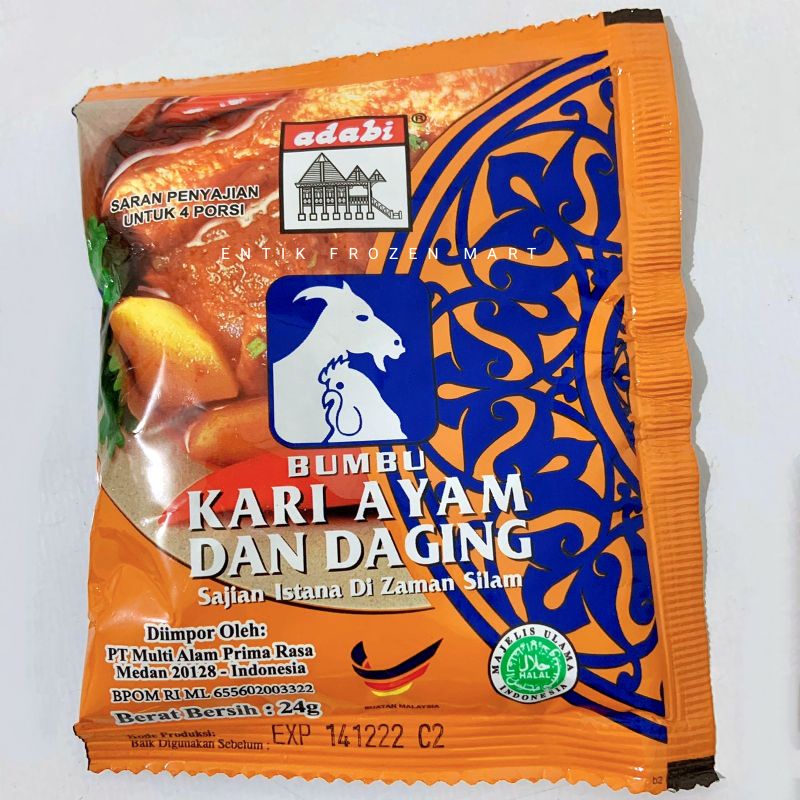 adabi®
SARAN PENYAJIAN
UNTUK 4 PORSI
ENTIK FROZEN MART
BUMBU
KARI AYAM
DAN DAGING
Sajian Istana Di Zaman Silam
Diimpor Oleh:
PT Multi Alam Prima Rasa
Medan 20128 - Indonesia
BPOM RI ML 655602003322
Berat Bersih : 24g
BUATAN MALAYSIA
MAJELIS ULAMA
حلال
HALAL
INDONESIA
Kode Produksi:
Baik Digunakan Sebelum : EXP 141222 C2
b2